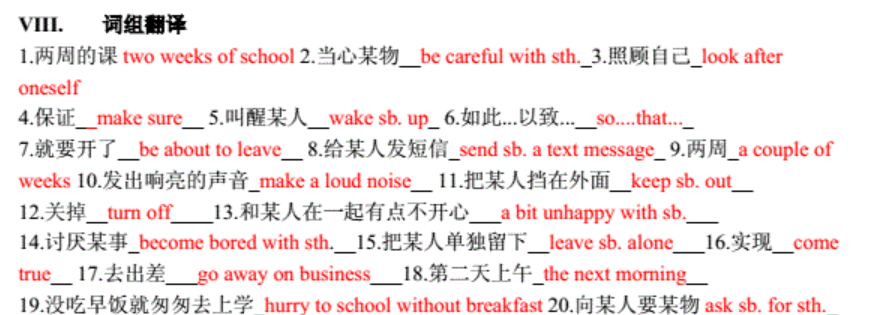 VIII. 词组翻译
1.两周的课 two weeks of school 2.当心某物__be careful with sth._3.照顾自己_look after
oneself
4.保证__make sure__ 5.叫醒某人__wake sb. up_ 6.如此...以致...__so....that..._
7.就要开了__be about to leave__ 8.给某人发短信_send sb. a text message_ 9.两周_a couple of
weeks 10.发出响亮的声音_make a loud noise__ 11.把某人挡在外面__keep sb. out__
12.关掉__turn off____13.和某人在一起有点不开心___a bit unhappy with sb.___
14.讨厌某事_become bored with sth.__15.把某人单独留下__leave sb. alone___16.实现__come
true__ 17.去出差___go away on business___18.第二天上午_the next morning__
19.没吃早饭就匆匆去上学_hurry to school without breakfast 20.向某人要某物 ask sb. for sth._